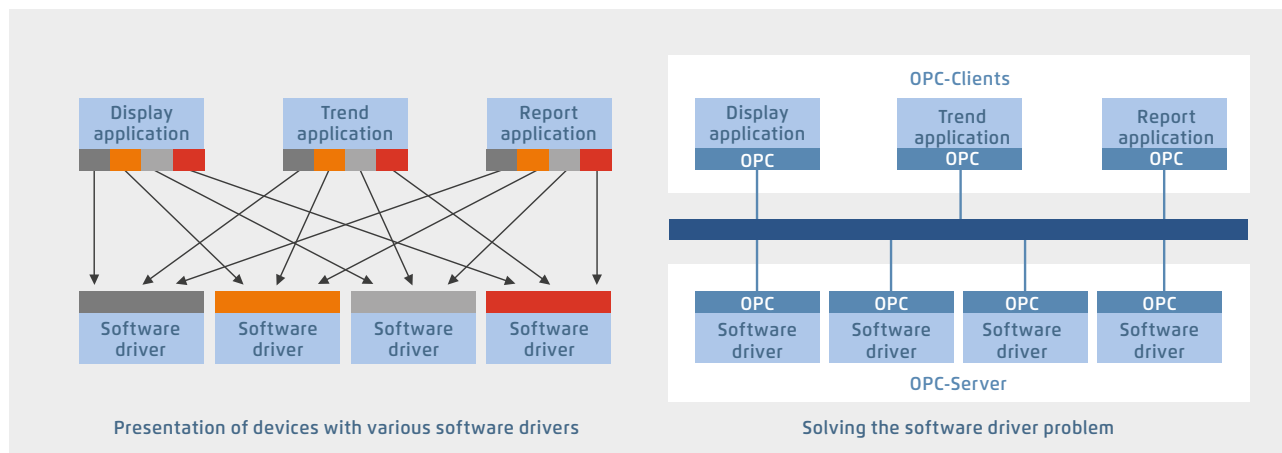 Display
application
Trend
application
Report
application
Software
driver
Software
driver
Software
driver
Software
driver
Presentation of devices with various software drivers
OPC-Clients
Display
application
OPC
Trend
application
OPC
Report
application
OPC
OPC
Software
driver
OPC
Software
driver
OPC
Software
driver
OPC
Software
driver
OPC-Server
Solving the software driver problem